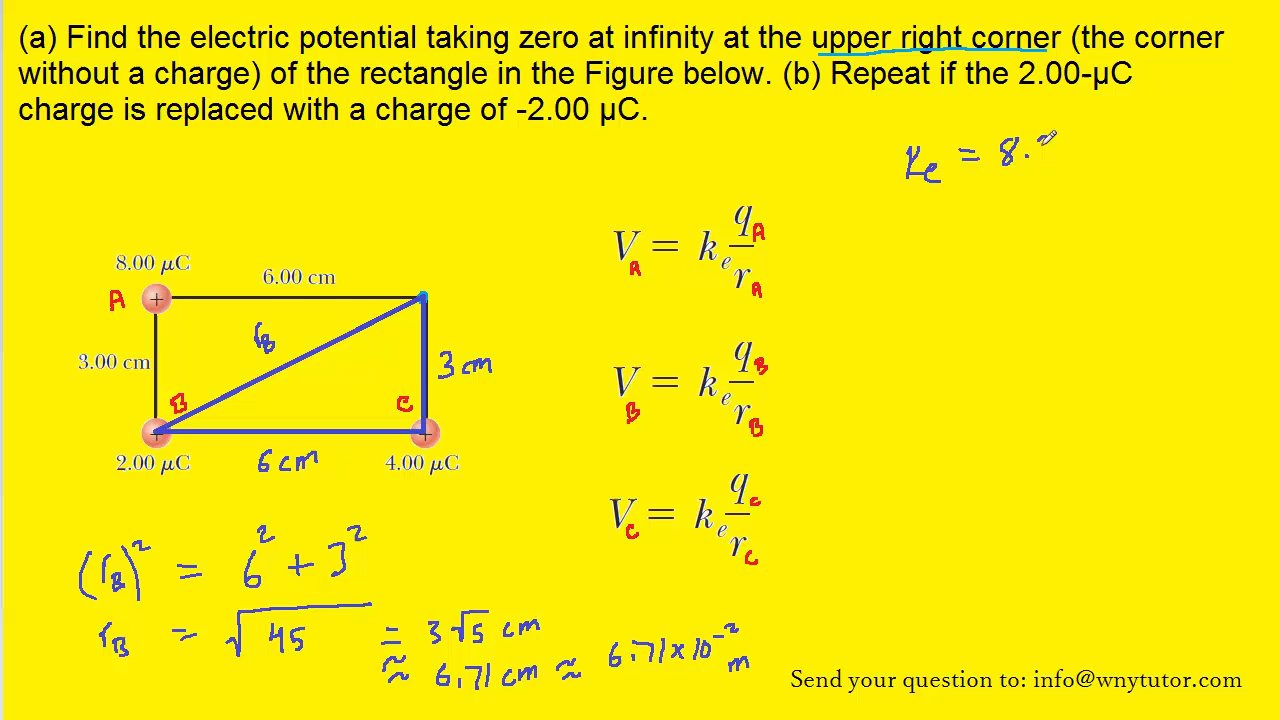 (a) Find the electric potential taking zero at infinity at the upper right corner (the corner
without a charge) of the rectangle in the Figure below. (b) Repeat if the 2.00-μC
charge is replaced with a charge of -2.00 μC.
ke = 8.
8.00 μC
6.00 cm
A
+
3.00 cm
rB
3 cm
B
C
+
+
2.00 μC
6 cm
4.00 μC
VA = ke qA/rA
VB = ke qB/rB
VC = ke qC/rC
(rB)² = 6² + 3²
rB = √45 = 3√5 cm
≈ 6.71 cm ≈ 6.71 x 10⁻² m
Send your question to: info@wnytutor.com